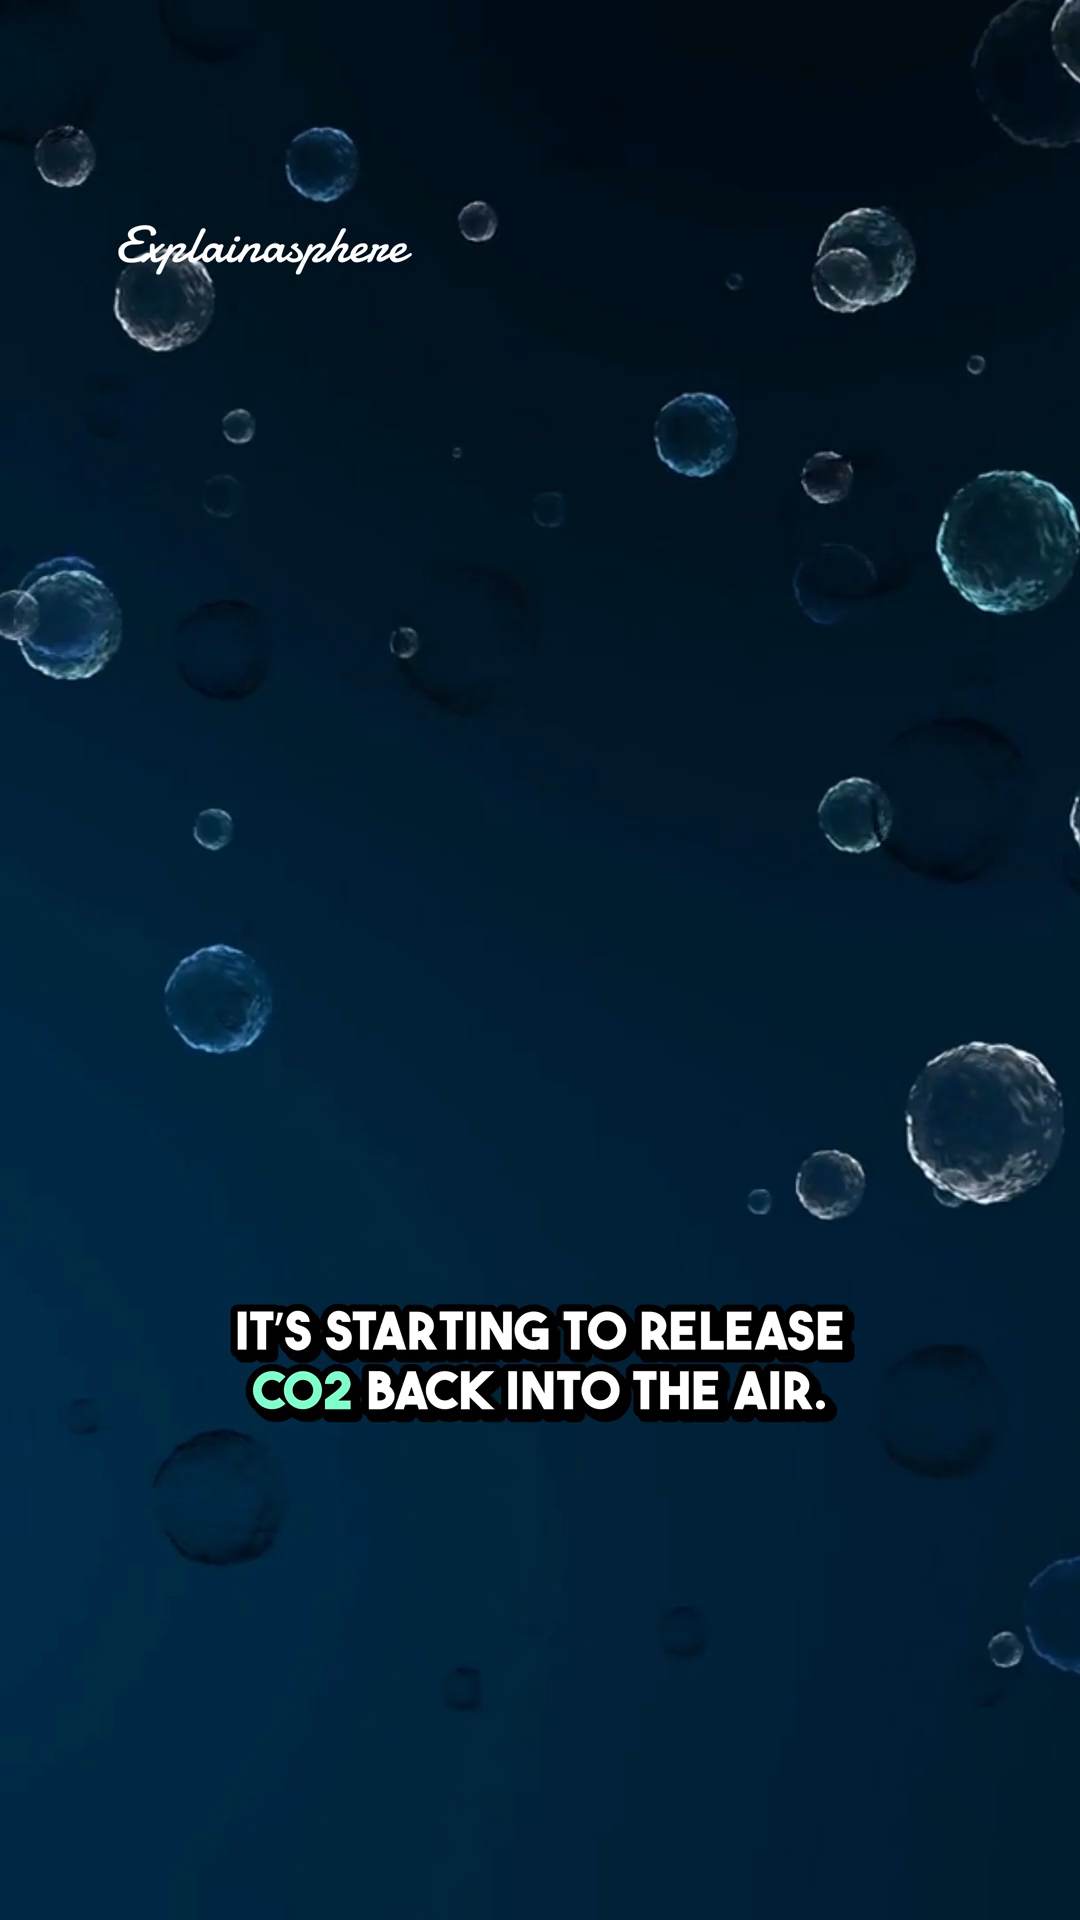 Explainasphere
IT'S STARTING TO RELEASE
CO2 BACK INTO THE AIR.